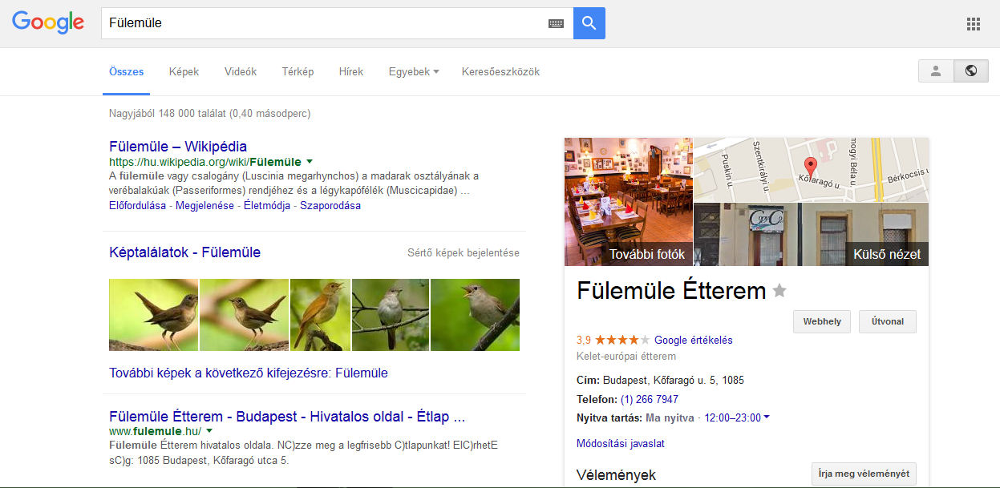 Google
Fülemüle
Összes Képek Videók Térkép Hírek Egyebek Keresőeszközök
Nagyjából 148 000 találat (0,40 másodperc)
Fülemüle – Wikipédia
https://hu.wikipedia.org/wiki/Fülemüle
A fülemüle vagy csalogány (Luscinia megarhynchos) a madarak osztályának a
verébalakúak (Passeriformes) rendjéhez és a légykapófélék (Muscicapidae) ...
Előfordulása - Megjelenése - Életmódja - Szaporodása
Képtalálatok - Fülemüle Sértő képek bejelentése
További képek a következő kifejezésre: Fülemüle
Fülemüle Étterem - Budapest - Hivatalos oldal - Étlap ...
www.fulemule.hu/
Fülemüle Étterem hivatalos oldala. NC)zze meg a legfrisebb C)tlapunkat! ElC)rhetE
sC)g: 1085 Budapest, Kőfaragó utca 5.
Puskin u.
Szentkirályi u.
Kőfaragó u.
mogyi Béla u.
Bérkocsis u
További fotók
Külső nézet
Fülemüle Étterem
Webhely Útvonal
3,9 Google értékelés
Kelet-európai étterem
Cím: Budapest, Kőfaragó u. 5, 1085
Telefon: (1) 266 7947
Nyitva tartás: Ma nyitva · 12:00–23:00
Módosítási javaslat
Vélemények Írja meg véleményét